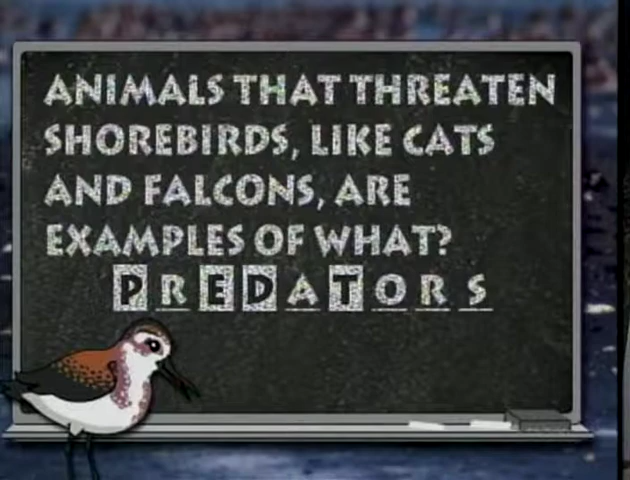 ANIMALS THAT THREATEN
SHOREBIRDS, LIKE CATS
AND FALCONS, ARE
EXAMPLES OF WHAT?
PREDATORS